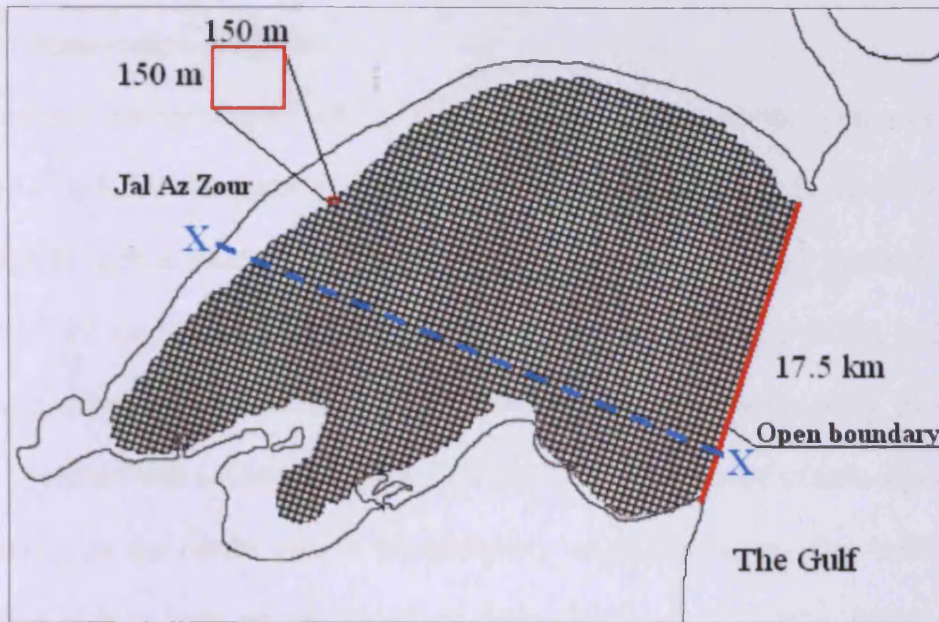 150 m
150 m
Jal Az Zour
X
17.5 km
Open boundary
X
The Gulf